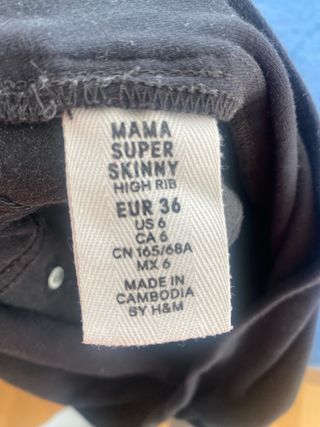 MAMA
SUPER
SKINNY
HIGH RIB
EUR 36
US 6
CA 6
CN 165/68A
MX 6
MADE IN
CAMBODIA
BY H&M